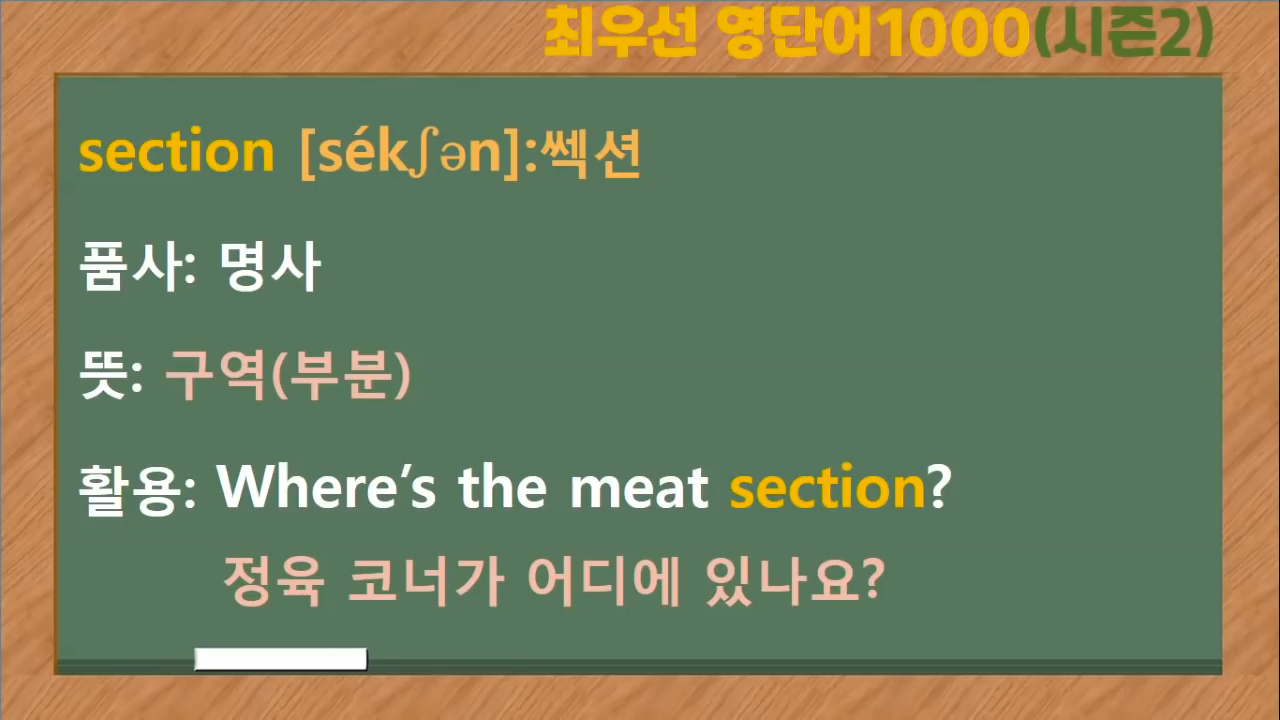 최우선 영단어1000(시즌2)
section [sékʃən]:쎅션
품사: 명사
뜻: 구역(부분)
활용: Where’s the meat section?
정육 코너가 어디에 있나요?